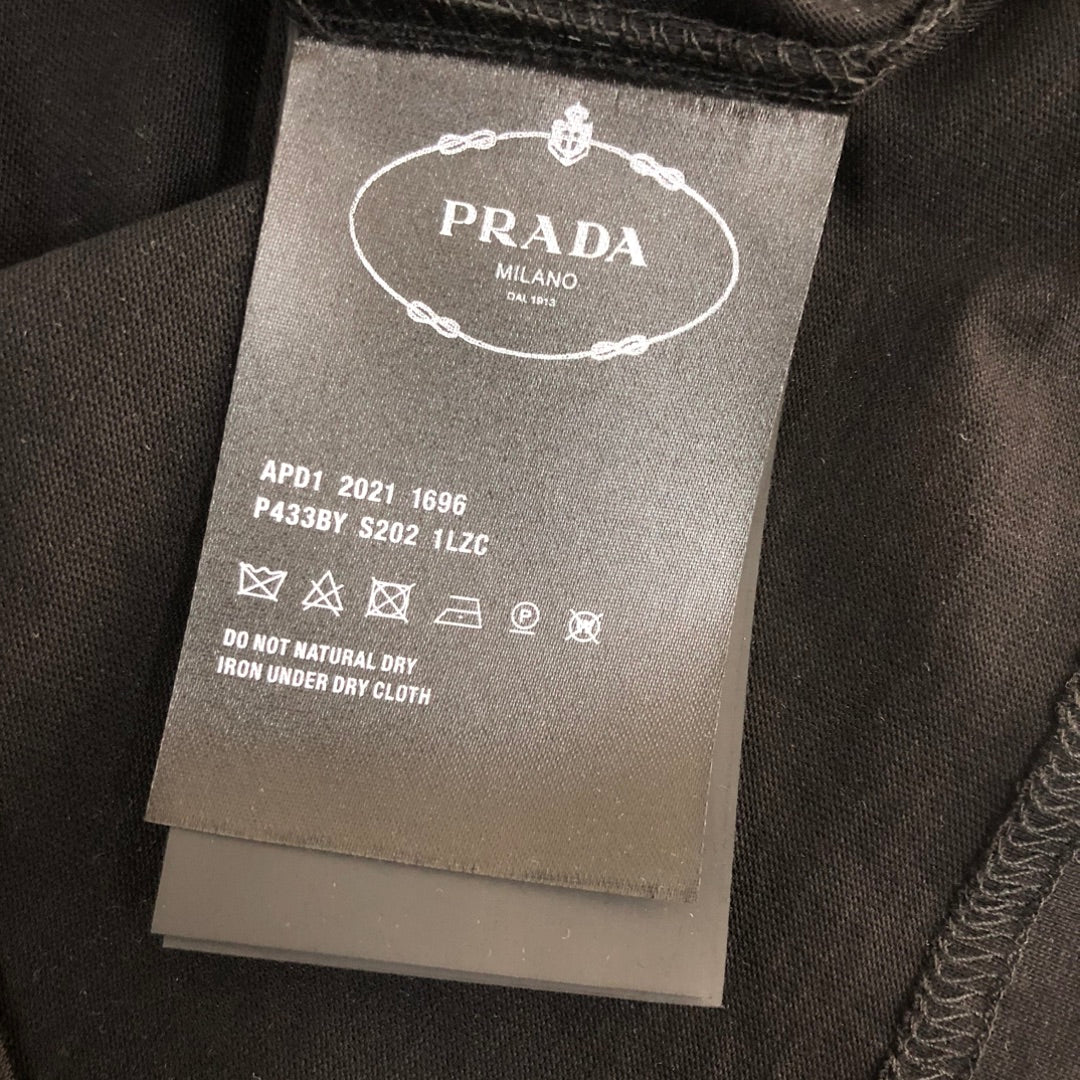 PRADA
MILANO
DAL 1913
APD1 2021 1696
P433BY S202 1LZC
P W
DO NOT NATURAL DRY
IRON UNDER DRY CLOTH